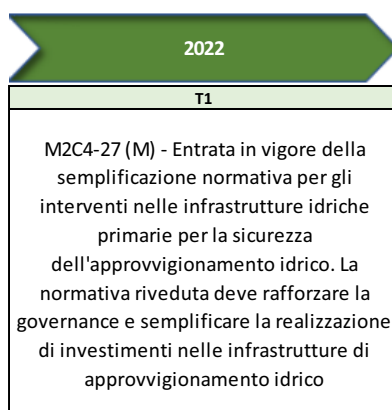 2022
T1
M2C4-27 (M) - Entrata in vigore della
semplificazione normativa per gli
interventi nelle infrastrutture idriche
primarie per la sicurezza
dell'approvvigionamento idrico. La
normativa riveduta deve rafforzare la
governance e semplificare la realizzazione
di investimenti nelle infrastrutture di
approvvigionamento idrico